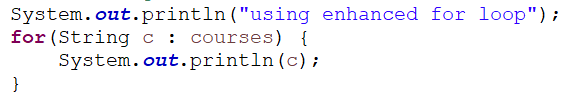 System.out.println("using enhanced for loop");
for(String c : courses) {
    System.out.println(c);
}